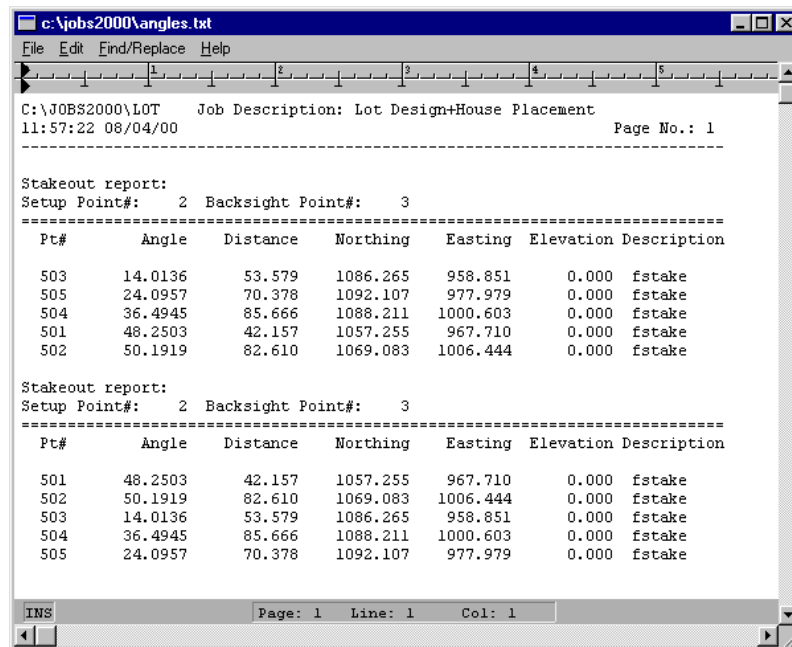 c:\jobs2000\angles.txt
File Edit Find/Replace Help
1 2 3 4 5
C:\JOBS2000\LOT Job Description: Lot Design+House Placement
11:57:22 08/04/00 Page No.: 1
--------------------------------------------------------------------------------
Stakeout report:
Setup Point#: 2 Backsight Point#: 3
================================================================================
Pt# Angle Distance Northing Easting Elevation Description
503 14.0136 53.579 1086.265 958.851 0.000 fstake
505 24.0957 70.378 1092.107 977.979 0.000 fstake
504 36.4945 85.666 1088.211 1000.603 0.000 fstake
501 48.2503 42.157 1057.255 967.710 0.000 fstake
502 50.1919 82.610 1069.083 1006.444 0.000 fstake
Stakeout report:
Setup Point#: 2 Backsight Point#: 3
================================================================================
Pt# Angle Distance Northing Easting Elevation Description
501 48.2503 42.157 1057.255 967.710 0.000 fstake
502 50.1919 82.610 1069.083 1006.444 0.000 fstake
503 14.0136 53.579 1086.265 958.851 0.000 fstake
504 36.4945 85.666 1088.211 1000.603 0.000 fstake
505 24.0957 70.378 1092.107 977.979 0.000 fstake
INS Page: 1 Line: 1 Col: 1